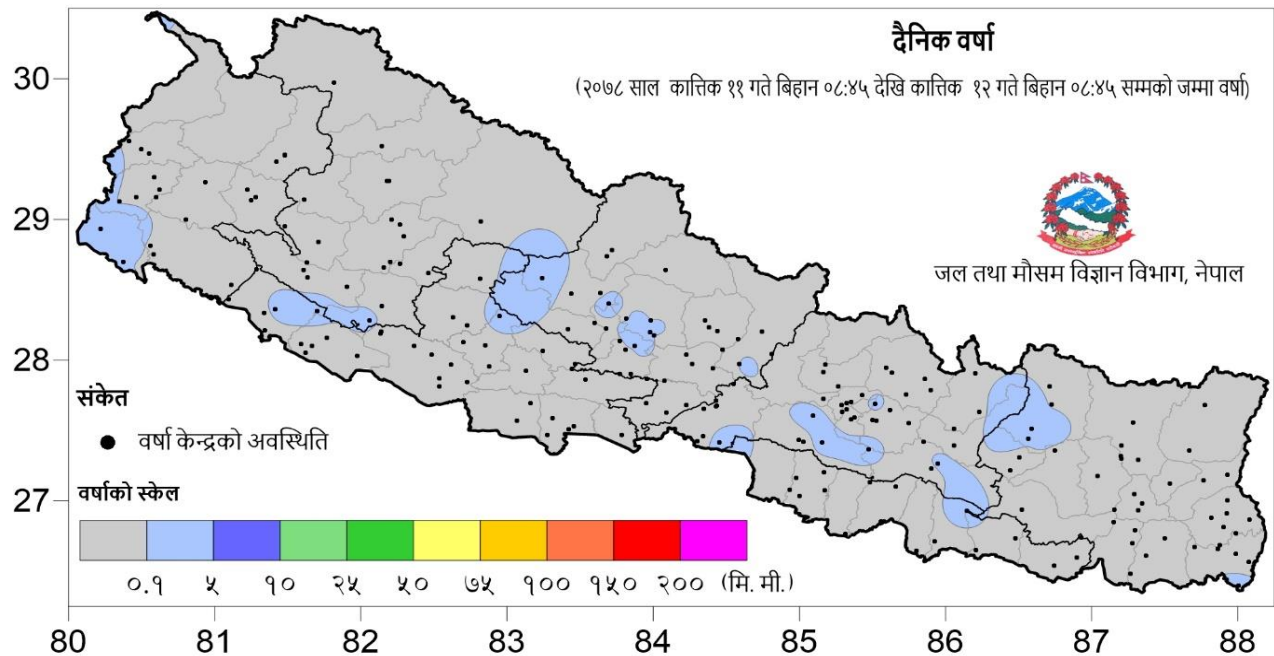 दैनिक वर्षा
(२०७८ साल कात्तिक ११ गते बिहान ०८:४५ देखि कात्तिक १२ गते बिहान ०८:४५ सम्मको जम्मा वर्षा)
जल तथा मौसम विज्ञान विभाग, नेपाल
30
29
28
27
संकेत
वर्षा केन्द्रको अवस्थिति
वर्षाको स्केल
०.१ ५ १० २५ ५० ७५ १०० १५० २०० (मि. मी.)
80 81 82 83 84 85 86 87 88